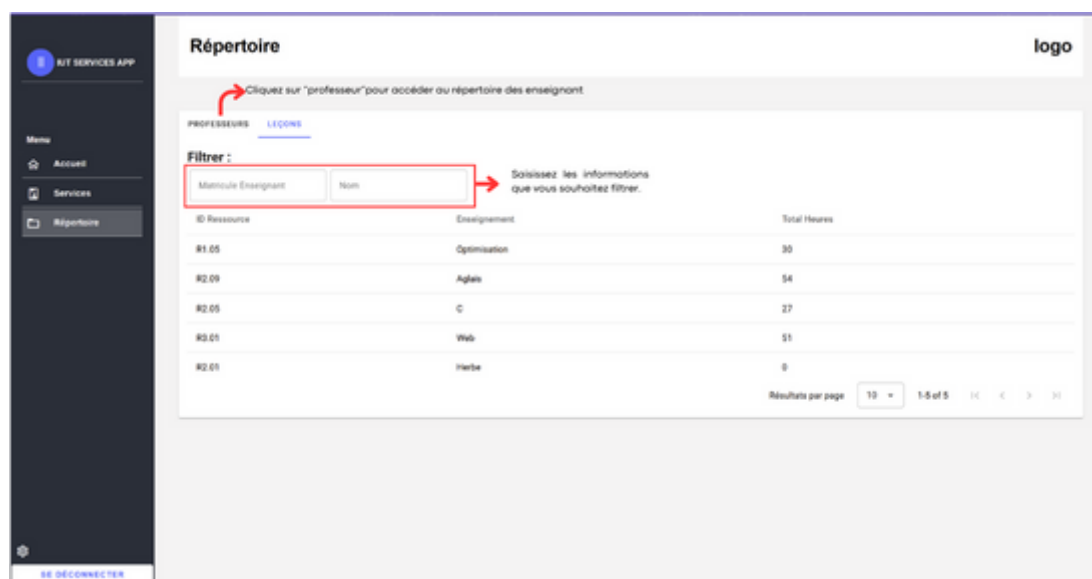 IUT SERVICES APP
Menu
Accueil
Services
Répertoire
SE DÉCONNECTER
Répertoire
logo
Cliquez sur "professeur"pour accéder au répertoire des enseignant
PROFESSEURS LEÇONS
Filtrer :
Matricule Enseignant Nom
Saisissez les informations
que vous souhaitez filtrer.
ID Ressource Enseignement Total Heures
R1.05 Optimisation 30
R2.09 Aglais 54
R2.05 C 27
R3.01 Web 51
R2.01 Herbe 0
Résultats par page 10 1-5 of 5